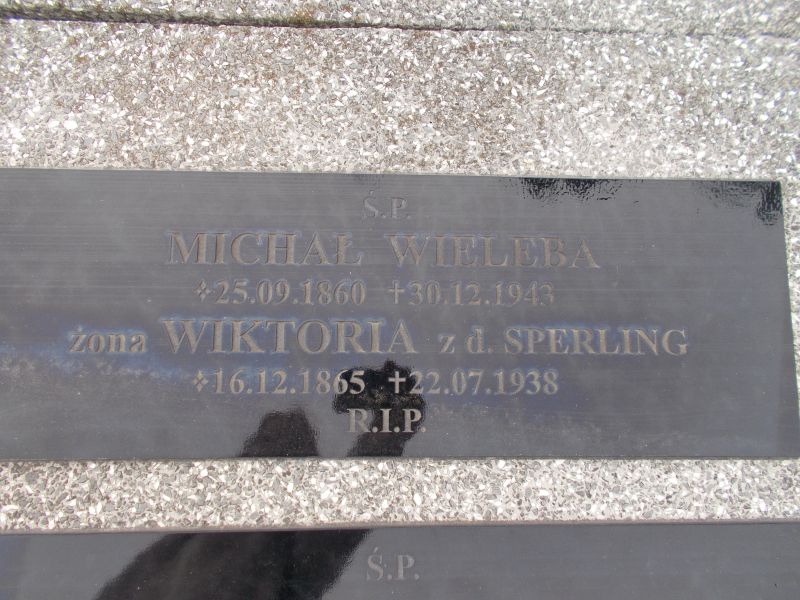 Ś.P.
MICHAŁ WIELEBA
✧25.09.1860 ✝30.12.1943
żona WIKTORIA z d. SPERLING
✧16.12.1865 ✝22.07.1938
R.I.P.
Ś.P.